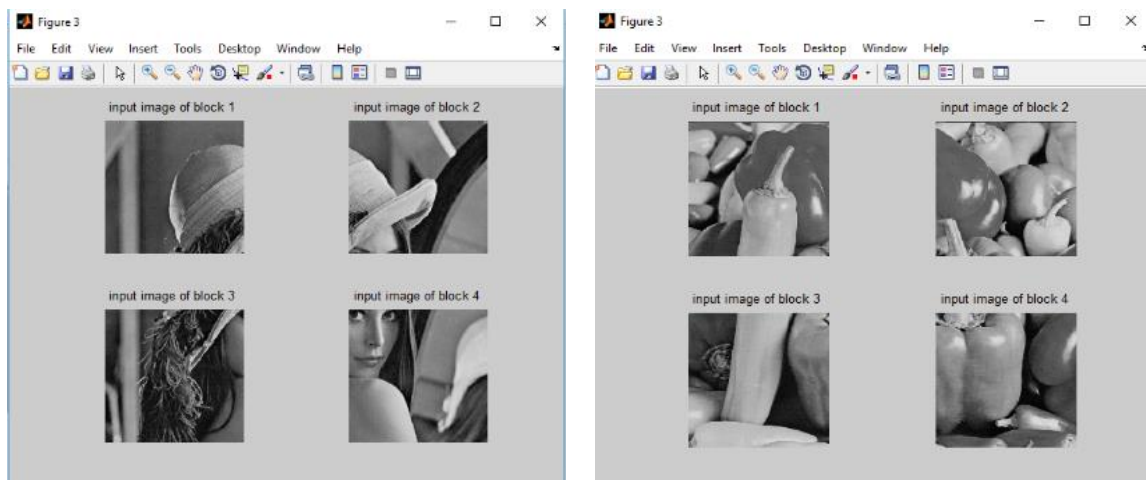 Figure 3
File Edit View Insert Tools Desktop Window Help
input image of block 1 input image of block 2
input image of block 3 input image of block 4
Figure 3
File Edit View Insert Tools Desktop Window Help
input image of block 1 input image of block 2
input image of block 3 input image of block 4